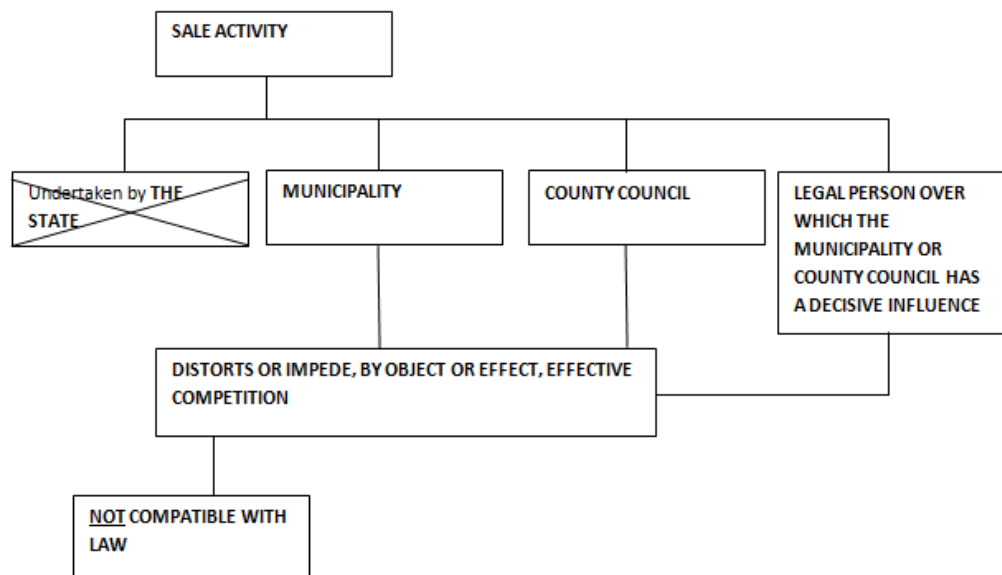 SALE ACTIVITY
Undertaken by THE
STATE
MUNICIPALITY
COUNTY COUNCIL
LEGAL PERSON OVER
WHICH THE
MUNICIPALITY OR
COUNTY COUNCIL HAS
A DECISIVE INFLUENCE
DISTORTS OR IMPEDE, BY OBJECT OR EFFECT, EFFECTIVE
COMPETITION
NOT COMPATIBLE WITH
LAW